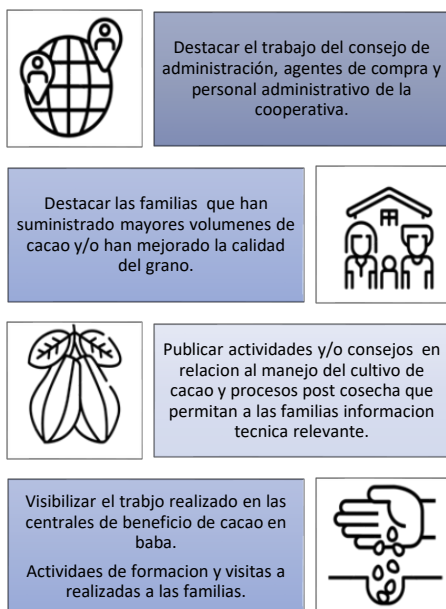 Destacar el trabajo del consejo de
administración, agentes de compra y
personal administrativo de la
cooperativa.
Destacar las familias que han
suministrado mayores volumenes de
cacao y/o han mejorado la calidad
del grano.
Publicar actividades y/o consejos en
relacion al manejo del cultivo de
cacao y procesos post cosecha que
permitan a las familias informacion
tecnica relevante.
Visibilizar el trabjo realizado en las
centrales de beneficio de cacao en
baba.
Actividaes de formacion y visitas a
realizadas a las familias.